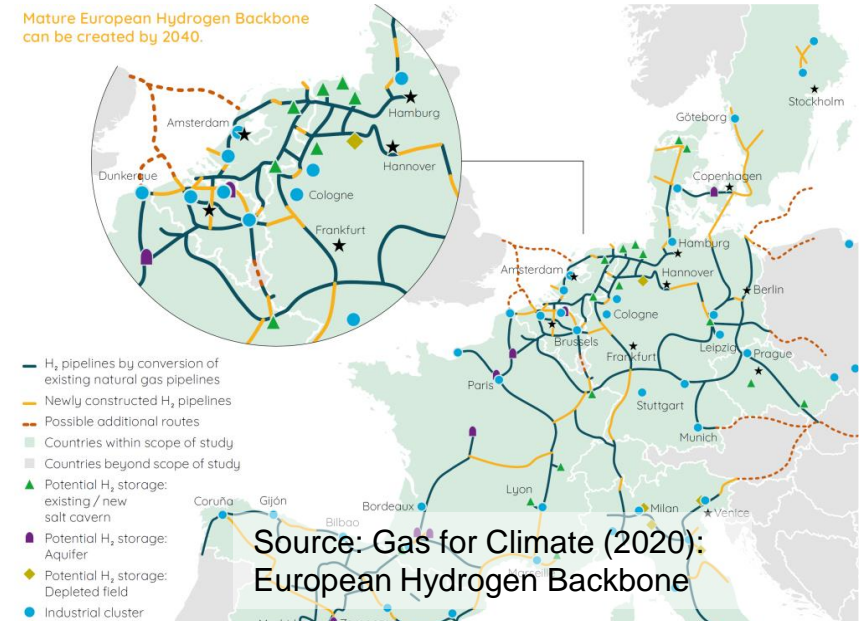 Mature European Hydrogen Backbone
can be created by 2040.
Amsterdam
Hamburg
Hannover
Dunkerque
Cologne
Frankfurt
Stockholm
Göteborg
Copenhagen
Hamburg
Amsterdam
Hannover
Berlin
Cologne
Brussels
Leipzig
Frankfurt
Prague
Paris
Stuttgart
Munich
H₂ pipelines by conversion of
existing natural gas pipelines
Newly constructed H₂ pipelines
Possible additional routes
Countries within scope of study
Countries beyond scope of study
Potential H₂ storage:
existing / new
salt cavern
Potential H₂ storage:
Aquifer
Potential H₂ storage:
Depleted field
Industrial cluster
Coruña
Gijón
Bilbao
Bordeaux
Lyon
Milan
Venice
Source: Gas for Climate (2020):
European Hydrogen Backbone